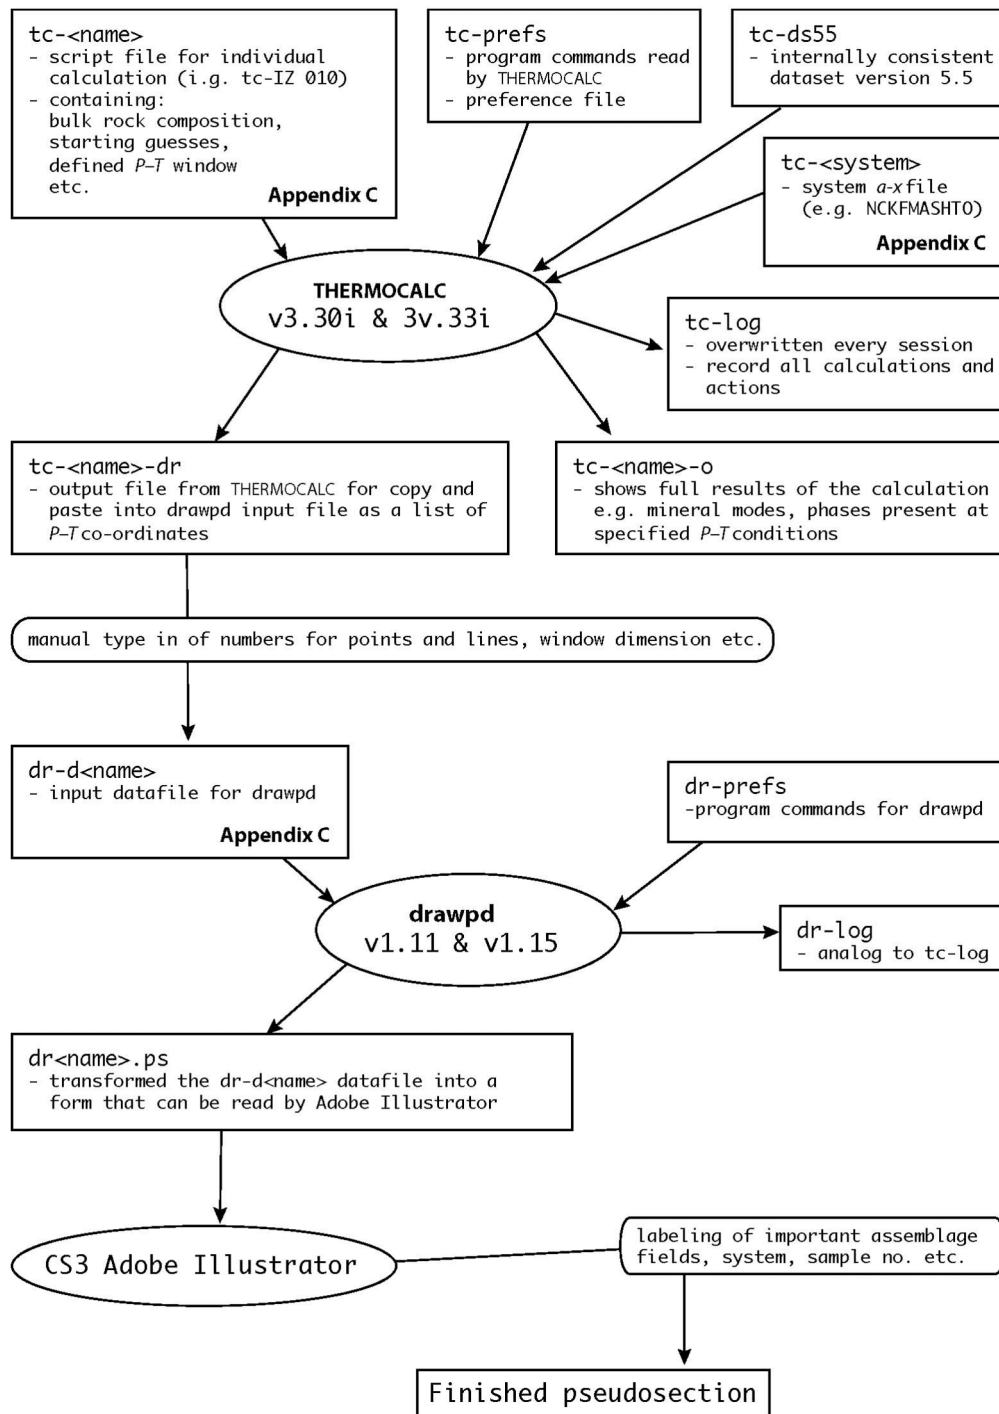 tc-<name>
- script file for individual
calculation (i.g. tc-IZ 010)
- containing:
bulk rock composition,
starting guesses,
defined P–T window
etc.
Appendix C
tc-prefs
- program commands read
by THERMOCALC
- preference file
tc-ds55
- internally consistent
dataset version 5.5
tc-<system>
- system a-x file
(e.g. NCKFMASHTO)
Appendix C
THERMOCALC
v3.30i & 3v.33i
tc-log
- overwritten every session
- record all calculations and
actions
tc-<name>-dr
- output file from THERMOCALC for copy and
paste into drawpd input file as a list of
P–T co-ordinates
tc-<name>-o
- shows full results of the calculation
e.g. mineral modes, phases present at
specified P–T conditions
manual type in of numbers for points and lines, window dimension etc.
dr-d<name>
- input datafile for drawpd
Appendix C
dr-prefs
-program commands for drawpd
drawpd
v1.11 & v1.15
dr-log
- analog to tc-log
dr<name>.ps
- transformed the dr-d<name> datafile into a
form that can be read by Adobe Illustrator
CS3 Adobe Illustrator
labeling of important assemblage
fields, system, sample no. etc.
Finished pseudosection